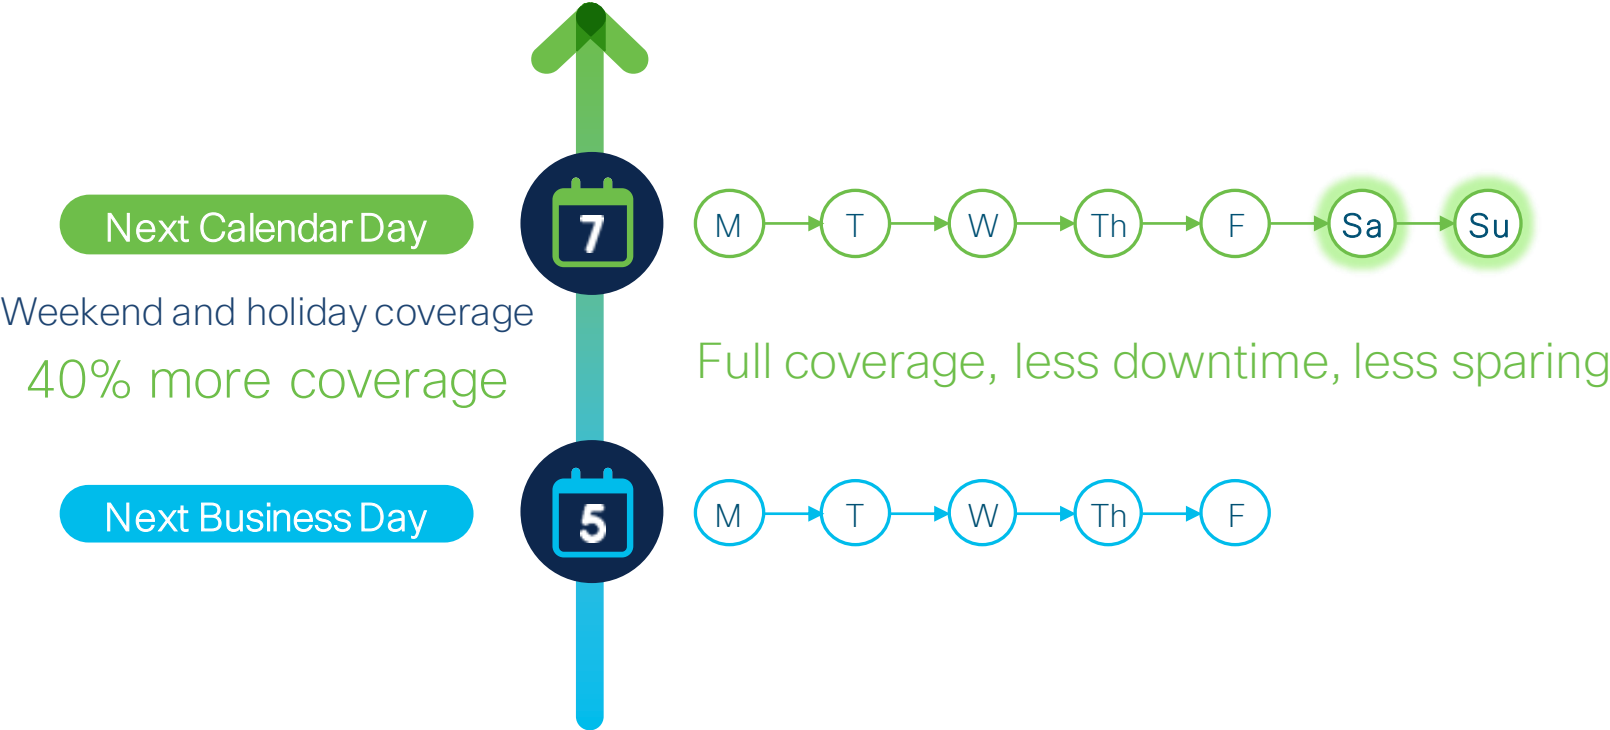 Next Calendar Day
7
M T W Th F Sa Su
Weekend and holiday coverage
40% more coverage
Full coverage, less downtime, less sparing
Next Business Day
5
M T W Th F